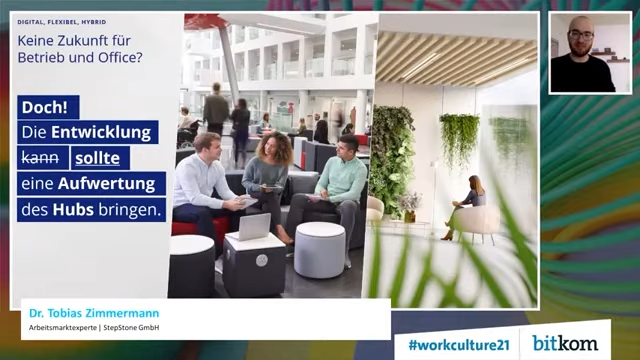 DIGITAL, FLEXIBEL, HYBRID
Keine Zukunft für
Betrieb und Office?
Doch!
Die Entwicklung
kann sollte
eine Aufwertung
des Hubs bringen.
Dr. Tobias Zimmermann
Arbeitsmarktexperte | StepStone GmbH
#workculture21
bitkom